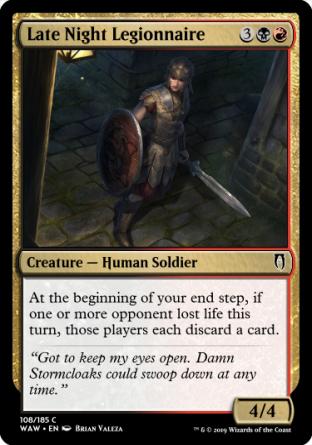 Late Night Legionnaire 3
Creature — Human Soldier
At the beginning of your end step, if
one or more opponent lost life this
turn, those players each discard a card.
“Got to keep my eyes open. Damn
Stormcloaks could swoop down at any
time.”
4/4
108/185 C
WAW • EN BRIAN VALEZA
™ & © 2019 Wizards of the Coast